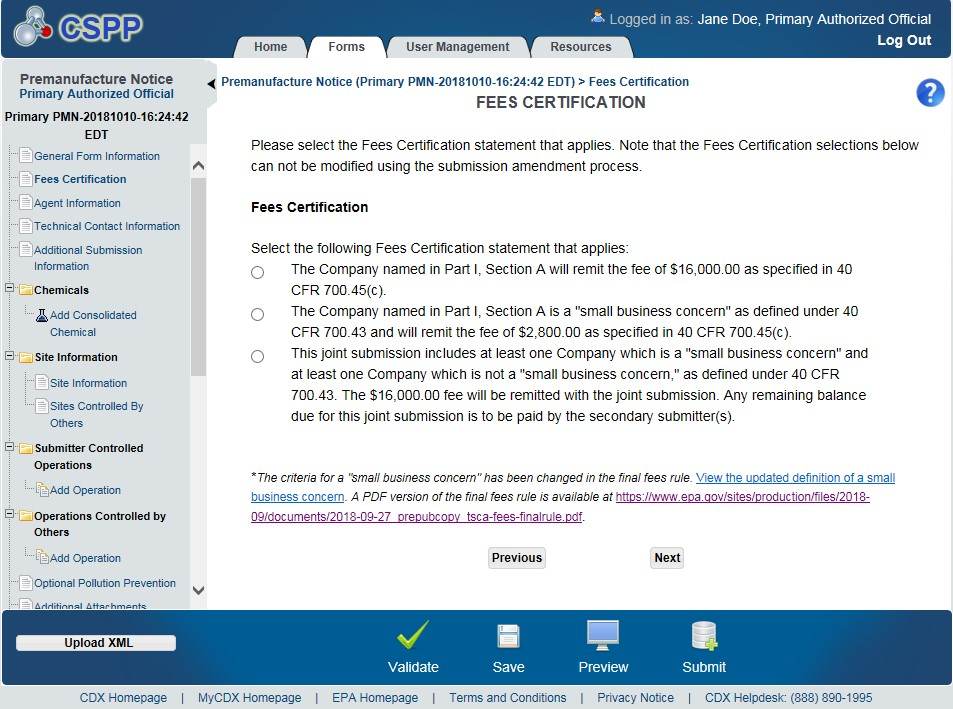 CSPP
Logged in as: Jane Doe, Primary Authorized Official
Log Out
Home
Forms
User Management
Resources
Premanufacture Notice
Primary Authorized Official
Primary PMN-20181010-16:24:42
EDT
General Form Information
Fees Certification
Agent Information
Technical Contact Information
Additional Submission
Information
Chemicals
Add Consolidated
Chemical
Site Information
Site Information
Sites Controlled By
Others
Submitter Controlled
Operations
Add Operation
Operations Controlled by
Others
Add Operation
Optional Pollution Prevention
Additional Attachments
Premanufacture Notice (Primary PMN-20181010-16:24:42 EDT) > Fees Certification
FEES CERTIFICATION
?
Please select the Fees Certification statement that applies. Note that the Fees Certification selections below
can not be modified using the submission amendment process.
Fees Certification
Select the following Fees Certification statement that applies:
The Company named in Part I, Section A will remit the fee of $16,000.00 as specified in 40
CFR 700.45(c).
The Company named in Part I, Section A is a "small business concern" as defined under 40
CFR 700.43 and will remit the fee of $2,800.00 as specified in 40 CFR 700.45(c).
This joint submission includes at least one Company which is a "small business concern" and
at least one Company which is not a "small business concern," as defined under 40 CFR
700.43. The $16,000.00 fee will be remitted with the joint submission. Any remaining balance
due for this joint submission is to be paid by the secondary submitter(s).
*The criteria for a "small business concern" has been changed in the final fees rule. View the updated definition of a small
business concern. A PDF version of the final fees rule is available at https://www.epa.gov/sites/production/files/2018-
09/documents/2018-09-27_prepubcopy_tsca-fees-finalrule.pdf.
Previous
Next
Upload XML
Validate
Save
Preview
Submit
CDX Homepage | MyCDX Homepage | EPA Homepage | Terms and Conditions | Privacy Notice | CDX Helpdesk: (888) 890-1995